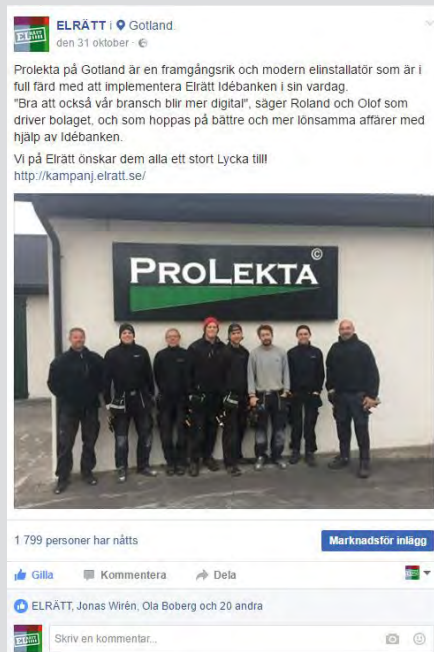 ELRÄTT i Gotland
den 31 oktober ·
Prolekta på Gotland är en framgångsrik och modern elinstallatör som är i
full färd med att implementera Elrätt Idébanken i sin vardag.
"Bra att också vår bransch blir mer digital", säger Roland och Olof som
driver bolaget, och som hoppas på bättre och mer lönsamma affärer med
hjälp av Idébanken.
Vi på Elrätt önskar dem alla ett stort Lycka till!
http://kampanj.elratt.se/
©
PROLEKTA
1 799 personer har nåtts
Marknadsför inlägg
Gilla Kommentera Dela
ELRÄTT, Jonas Wirén, Ola Boberg och 20 andra
Skriv en kommentar...